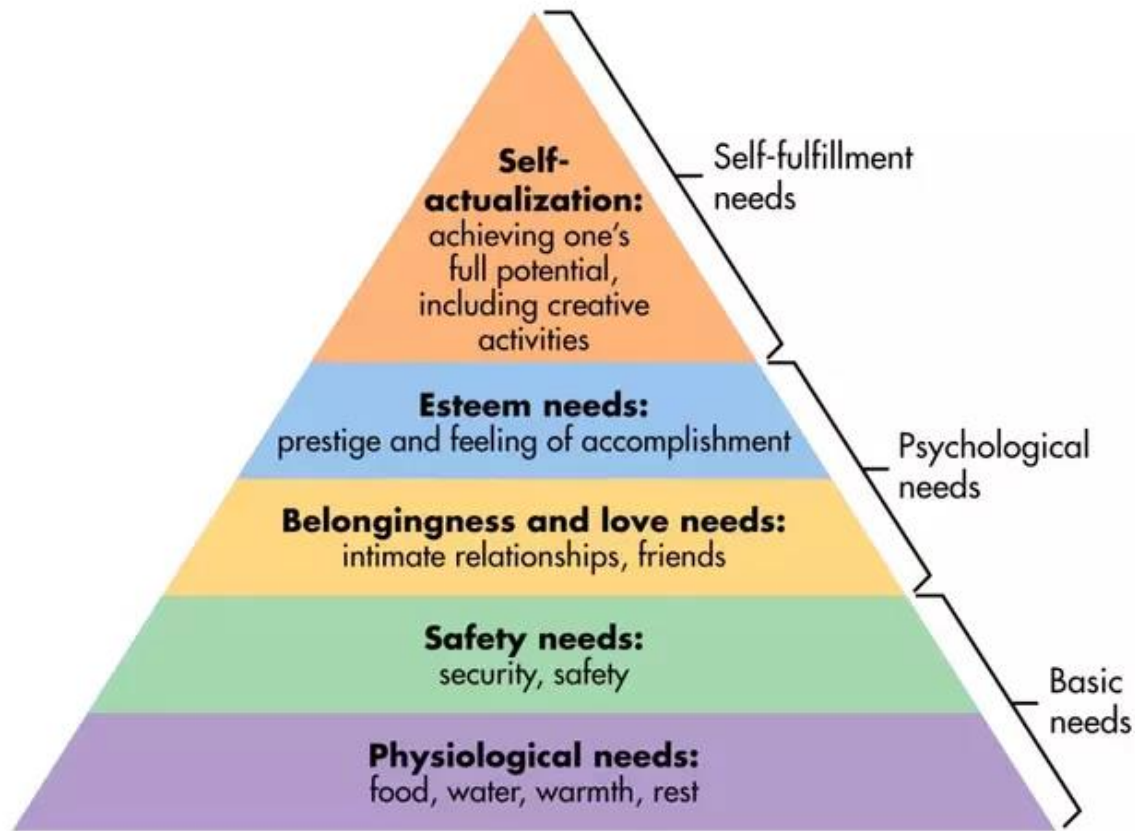 Self-
actualization:
achieving one's
full potential,
including creative
activities
Self-fulfillment
needs
Esteem needs:
prestige and feeling of accomplishment
Psychological
needs
Belongingness and love needs:
intimate relationships, friends
Safety needs:
security, safety
Basic
needs
Physiological needs:
food, water, warmth, rest